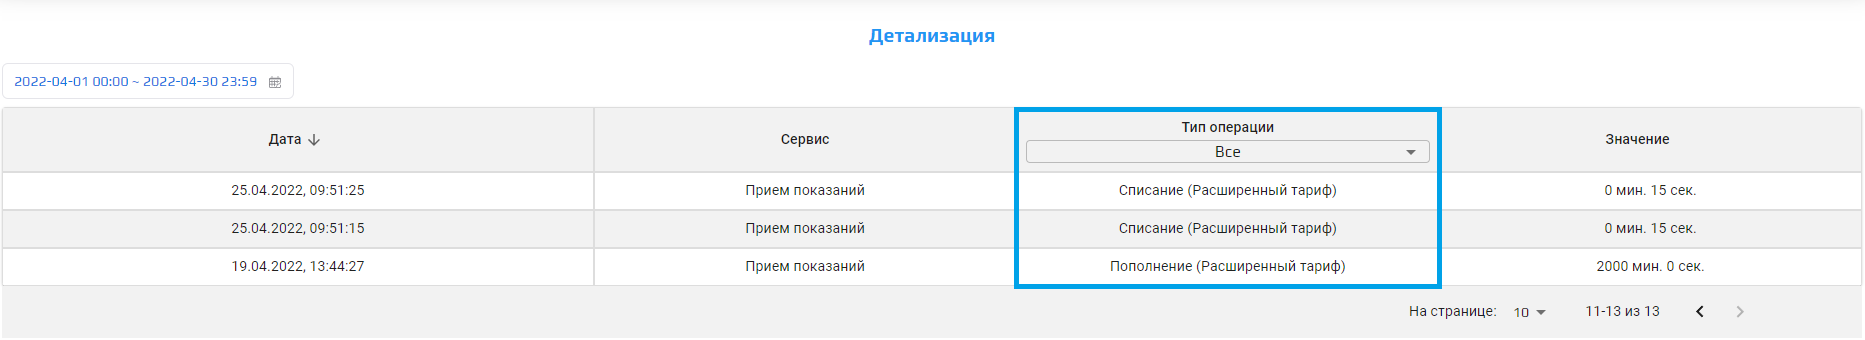 Детализация
2022-04-01 00:00 ~ 2022-04-30 23:59
Дата Сервис Тип операции Значение
Все
25.04.2022, 09:51:25 Прием показаний Списание (Расширенный тариф) 0 мин. 15 сек.
25.04.2022, 09:51:15 Прием показаний Списание (Расширенный тариф) 0 мин. 15 сек.
19.04.2022, 13:44:27 Прием показаний Пополнение (Расширенный тариф) 2000 мин. 0 сек.
На странице: 10 11-13 из 13